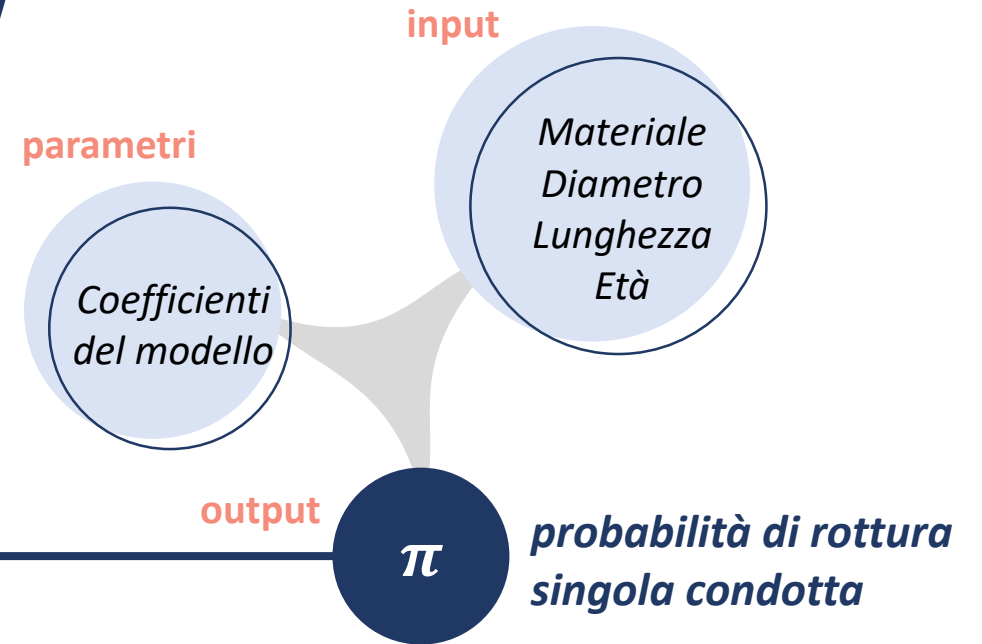 input
Materiale
Diametro
Lunghezza
Età
parametri
Coefficienti
del modello
output
π
probabilità di rottura
singola condotta